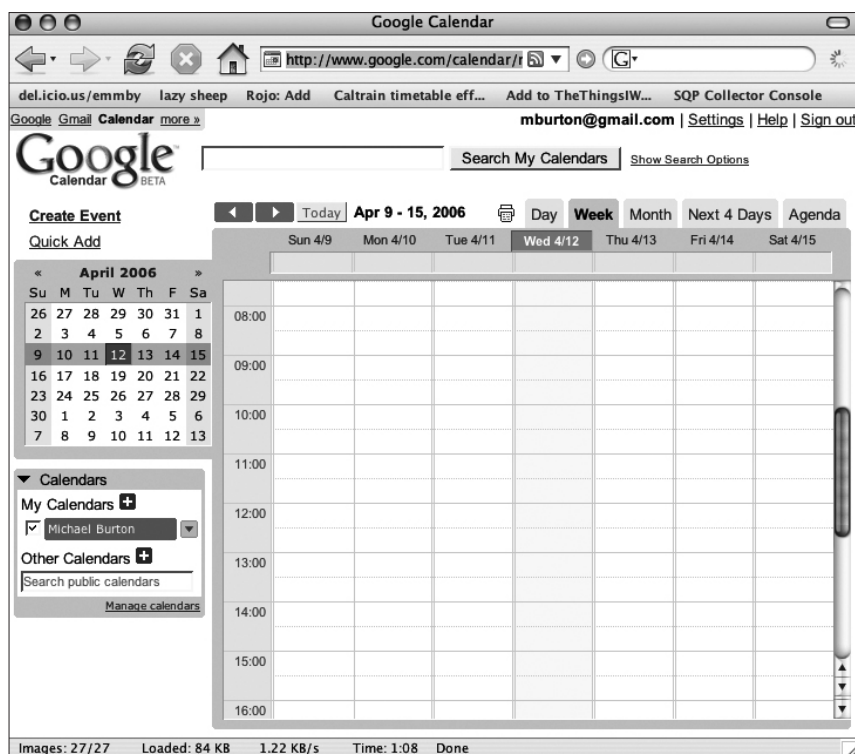 Google Calendar
http://www.google.com/calendar/r
G
del.icio.us/emmby lazy sheep Rojo: Add Caltrain timetable eff... Add to TheThingsIW... SQP Collector Console
Google Gmail Calendar more » mburton@gmail.com | Settings | Help | Sign out
Google™
Calendar BETA
Search My Calendars Show Search Options
Create Event
Quick Add
Today Apr 9 - 15, 2006 Day Week Month Next 4 Days Agenda
Sun 4/9 Mon 4/10 Tue 4/11 Wed 4/12 Thu 4/13 Fri 4/14 Sat 4/15
« April 2006 »
Su M Tu W Th F Sa
26 27 28 29 30 31 1
2 3 4 5 6 7 8
9 10 11 12 13 14 15
16 17 18 19 20 21 22
23 24 25 26 27 28 29
30 1 2 3 4 5 6
7 8 9 10 11 12 13
Calendars
My Calendars
Michael Burton
Other Calendars
Search public calendars
Manage calendars
08:00
09:00
10:00
11:00
12:00
13:00
14:00
15:00
16:00
Images: 27/27 Loaded: 84 KB 1.22 KB/s Time: 1:08 Done